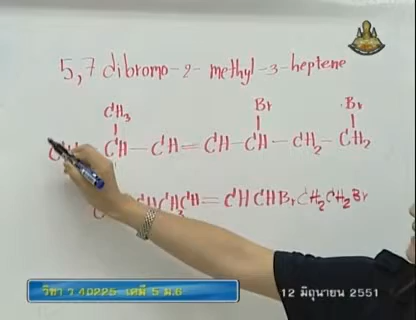 5,7 dibromo-2-methyl-3-heptene
CH₃ Br Br
CH-CH=CH-CH-CH₂-CH₂
CH=CHCHBrCH₂CH₂Br
วิชา ว 40225 เคมี 5 ม.6
12 มิถุนายน 2551